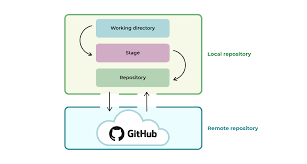 Working directory
Stage
Repository
Local repository
GitHub
Remote repository